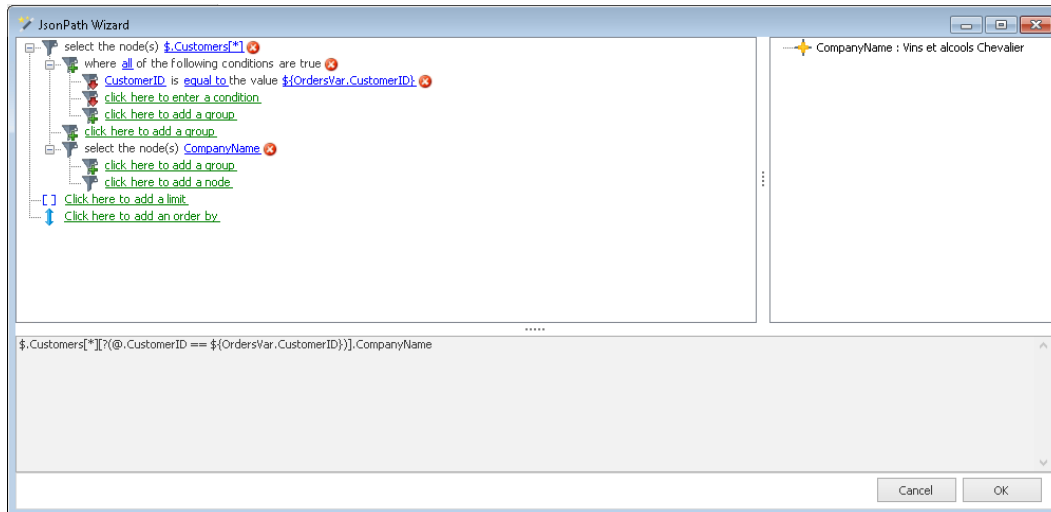 JsonPath Wizard
select the node(s) $.Customers[*]
where all of the following conditions are true
CustomerID is equal to the value ${OrdersVar.CustomerID}
click here to enter a condition
click here to add a group
click here to add a group
select the node(s) CompanyName
click here to add a group
click here to add a node
[ ] Click here to add a limit
Click here to add an order by
CompanyName : Vins et alcools Chevalier
$.Customers[*][?(@.CustomerID == ${OrdersVar.CustomerID})].CompanyName
Cancel
OK